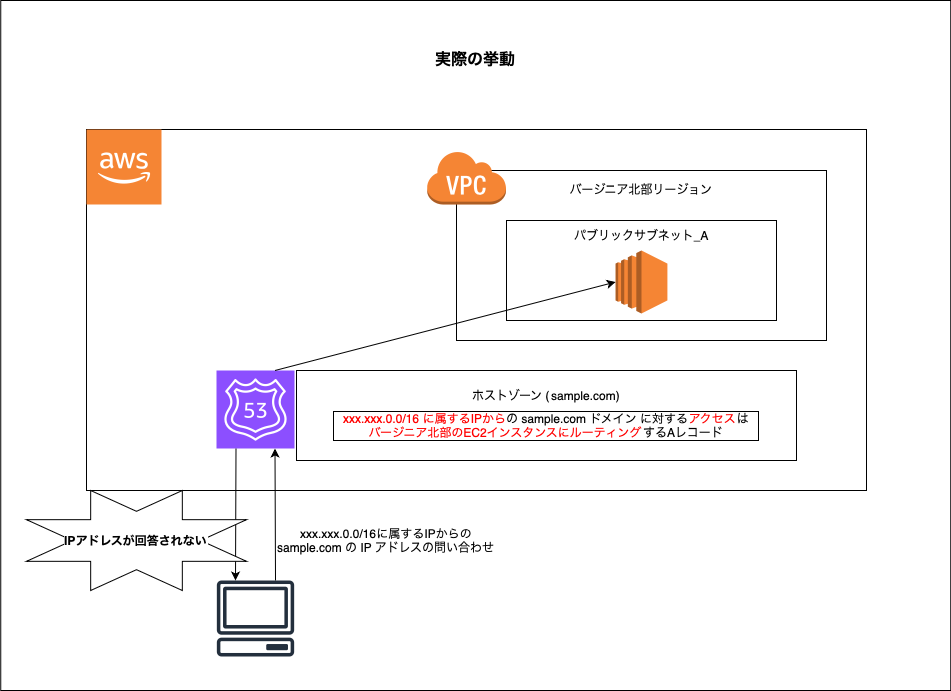 実際の挙動
aws
VPC
バージニア北部リージョン
パブリックサブネット_A
53
ホストゾーン (sample.com)
xxx.xxx.0.0/16 に属するIPからの sample.com ドメイン に対するアクセスは
バージニア北部のEC2インスタンスにルーティング するAレコード
IPアドレスが回答されない
xxx.xxx.0.0/16に属するIPからの
sample.com の IP アドレスの問い合わせ